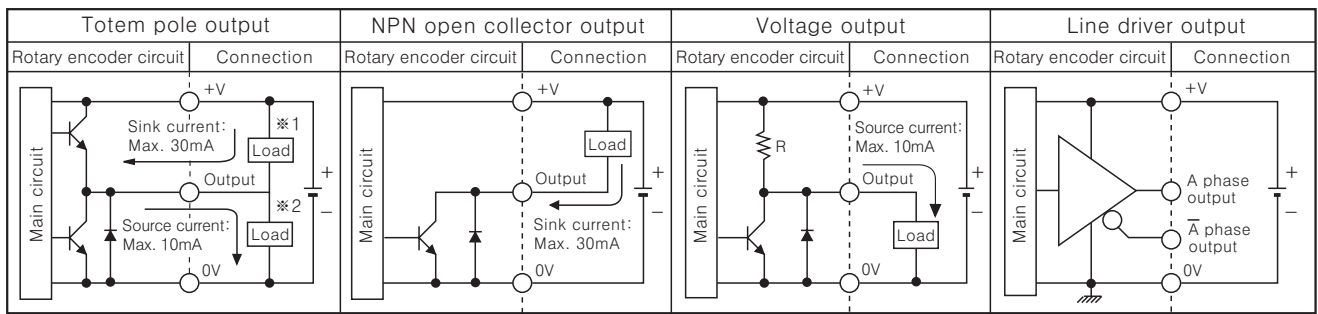 Totem pole output
Rotary encoder circuit
Connection
Main circuit
+V
Sink current:
Max. 30mA
※1
Load
Output
※2
Source current:
Max. 10mA
Load
0V
+
−
NPN open collector output
Rotary encoder circuit
Connection
Main circuit
+V
Load
Output
Sink current:
Max. 30mA
0V
+
−
Voltage output
Rotary encoder circuit
Connection
Main circuit
+V
R
Source current:
Max. 10mA
Output
Load
0V
+
−
Line driver output
Rotary encoder circuit
Connection
Main circuit
+V
A phase
output
A̅ phase
output
0V
+
−